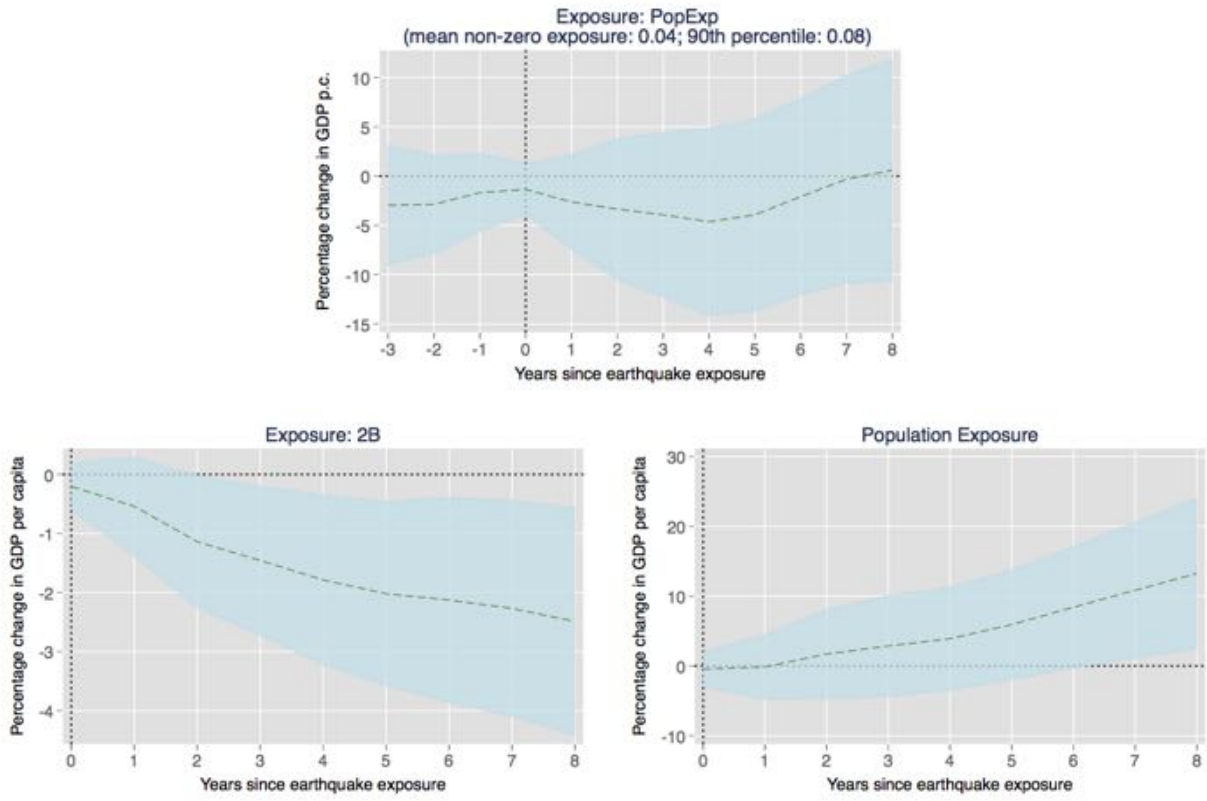 Exposure: PopExp
(mean non-zero exposure: 0.04; 90th percentile: 0.08)
Percentage change in GDP p.c.
10
5
0
-5
-10
-15
-3 -2 -1 0 1 2 3 4 5 6 7 8
Years since earthquake exposure
Exposure: 2B
Percentage change in GDP per capita
0
-1
-2
-3
-4
0 1 2 3 4 5 6 7 8
Years since earthquake exposure
Population Exposure
Percentage change in GDP per capita
30
20
10
0
-10
0 1 2 3 4 5 6 7 8
Years since earthquake exposure